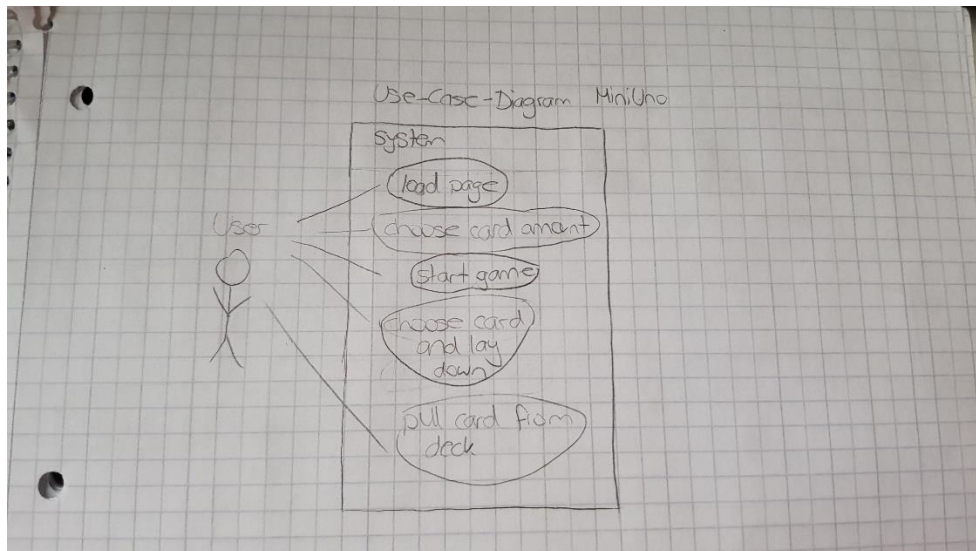 Use-Case-Diagram MiniUno
System
load page
User
choose card amount
start game
choose card
and lay
down
pull card from
deck